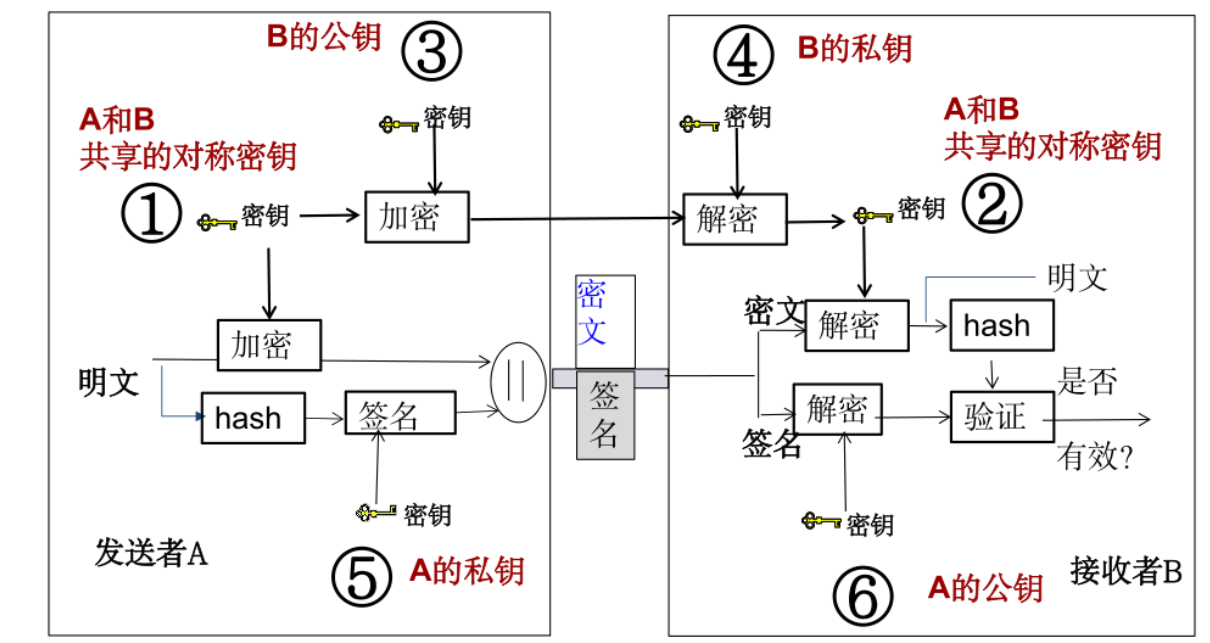 B的公钥
③
密钥
A和B
共享的对称密钥
①
密钥
加密
加密
明文
hash
签名
||
密钥
⑤
A的私钥
发送者A
密
文
签
名
④
B的私钥
密钥
A和B
共享的对称密钥
②
解密
密钥
明文
密文
解密
hash
是否
解密
验证
签名
有效?
密钥
⑥
A的公钥
接收者B